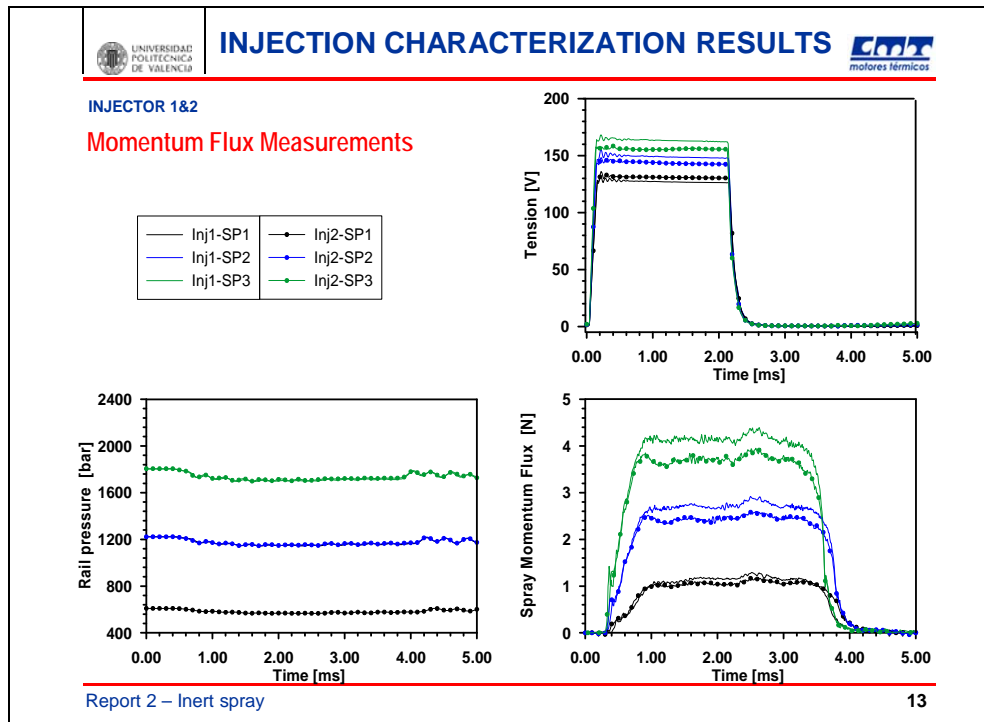 UNIVERSIDAD
POLITECNICA
DE VALENCIA
INJECTION CHARACTERIZATION RESULTS
motores térmicos
INJECTOR 1&2
Momentum Flux Measurements
Inj1-SP1
Inj1-SP2
Inj1-SP3
Inj2-SP1
Inj2-SP2
Inj2-SP3
Tension [V]
200
150
100
50
0
0.00 1.00 2.00 3.00 4.00 5.00
Time [ms]
Rail pressure [bar]
2400
2000
1600
1200
800
400
0.00 1.00 2.00 3.00 4.00 5.00
Time [ms]
Spray Momentum Flux [N]
5
4
3
2
1
0
0.00 1.00 2.00 3.00 4.00 5.00
Time [ms]
Report 2 – Inert spray
13